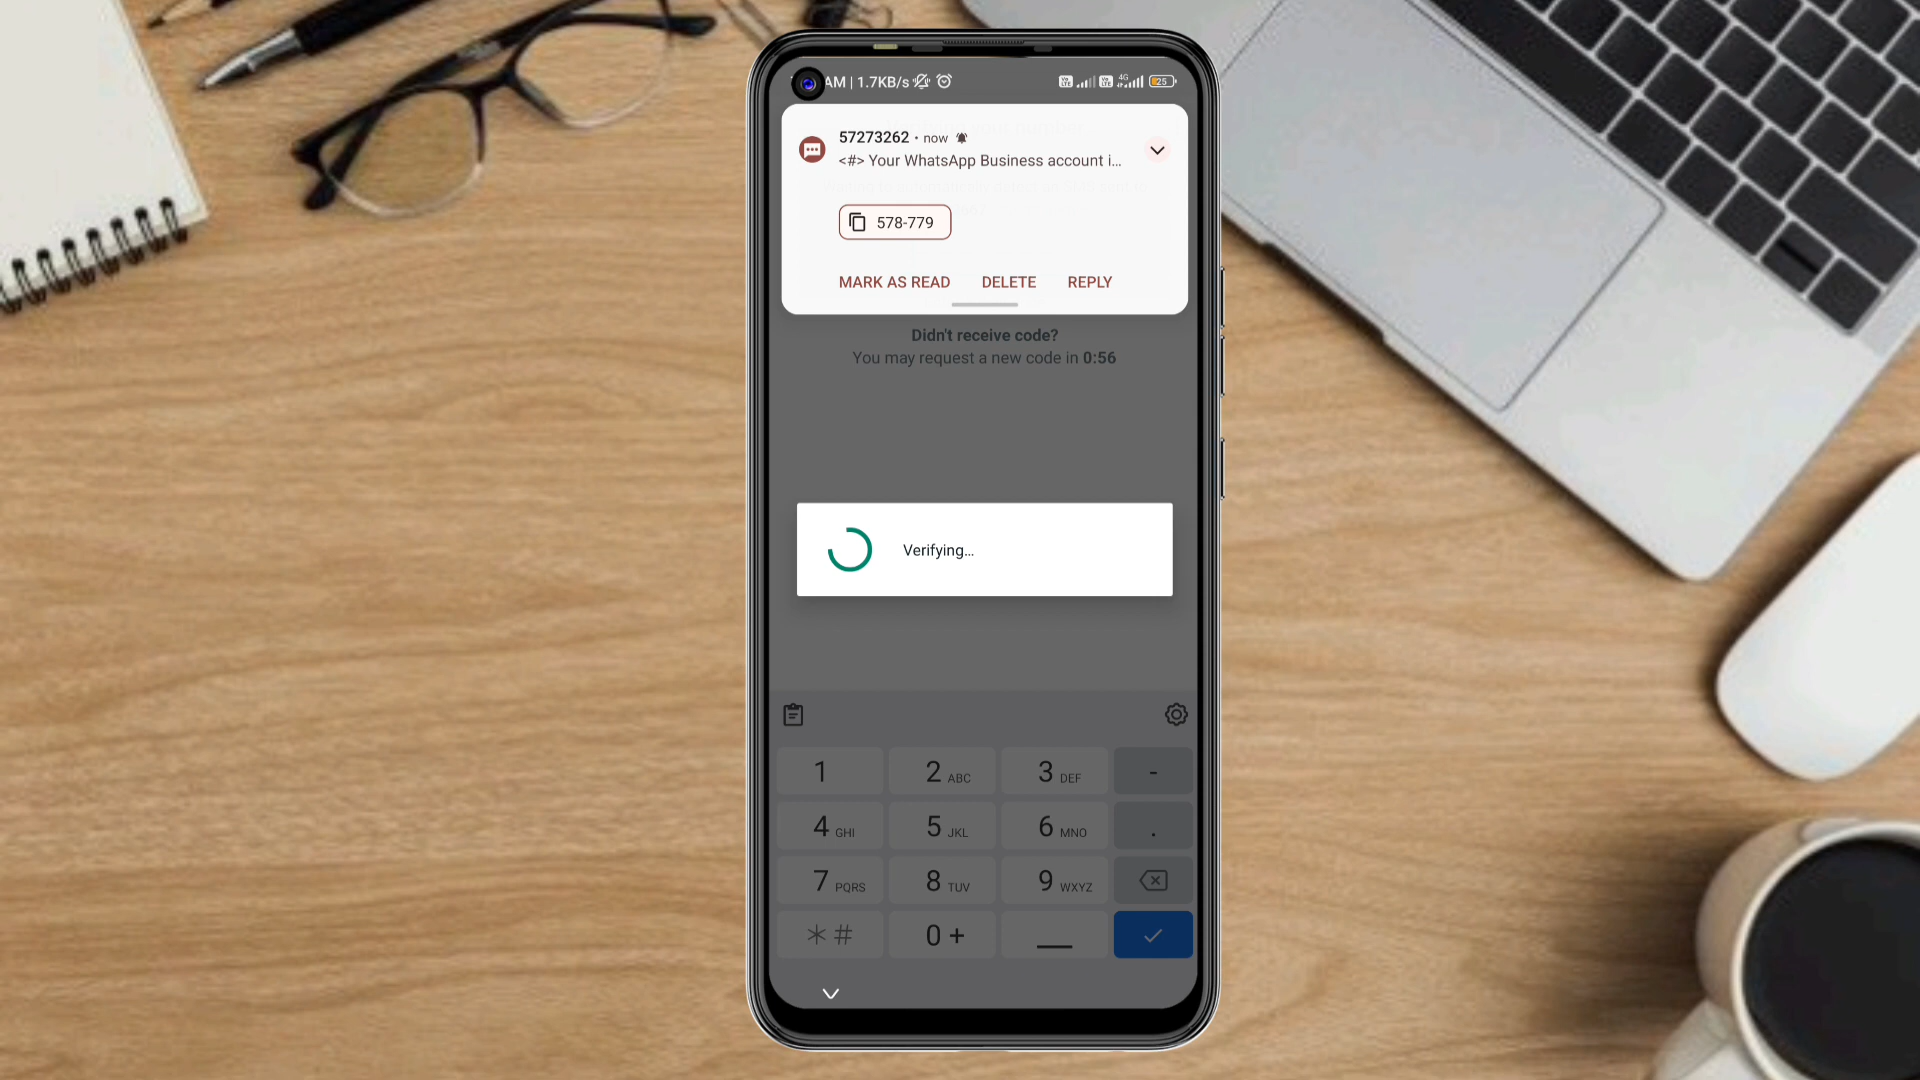 AM | 1.7KB/s
4G
25
57273262 • now
<#> Your WhatsApp Business account i...
578-779
MARK AS READ DELETE REPLY
Didn't receive code?
You may request a new code in 0:56
Verifying...
1 2 ABC 3 DEF -
4 GHI 5 JKL 6 MNO .
7 PQRS 8 TUV 9 WXYZ
* # 0 +